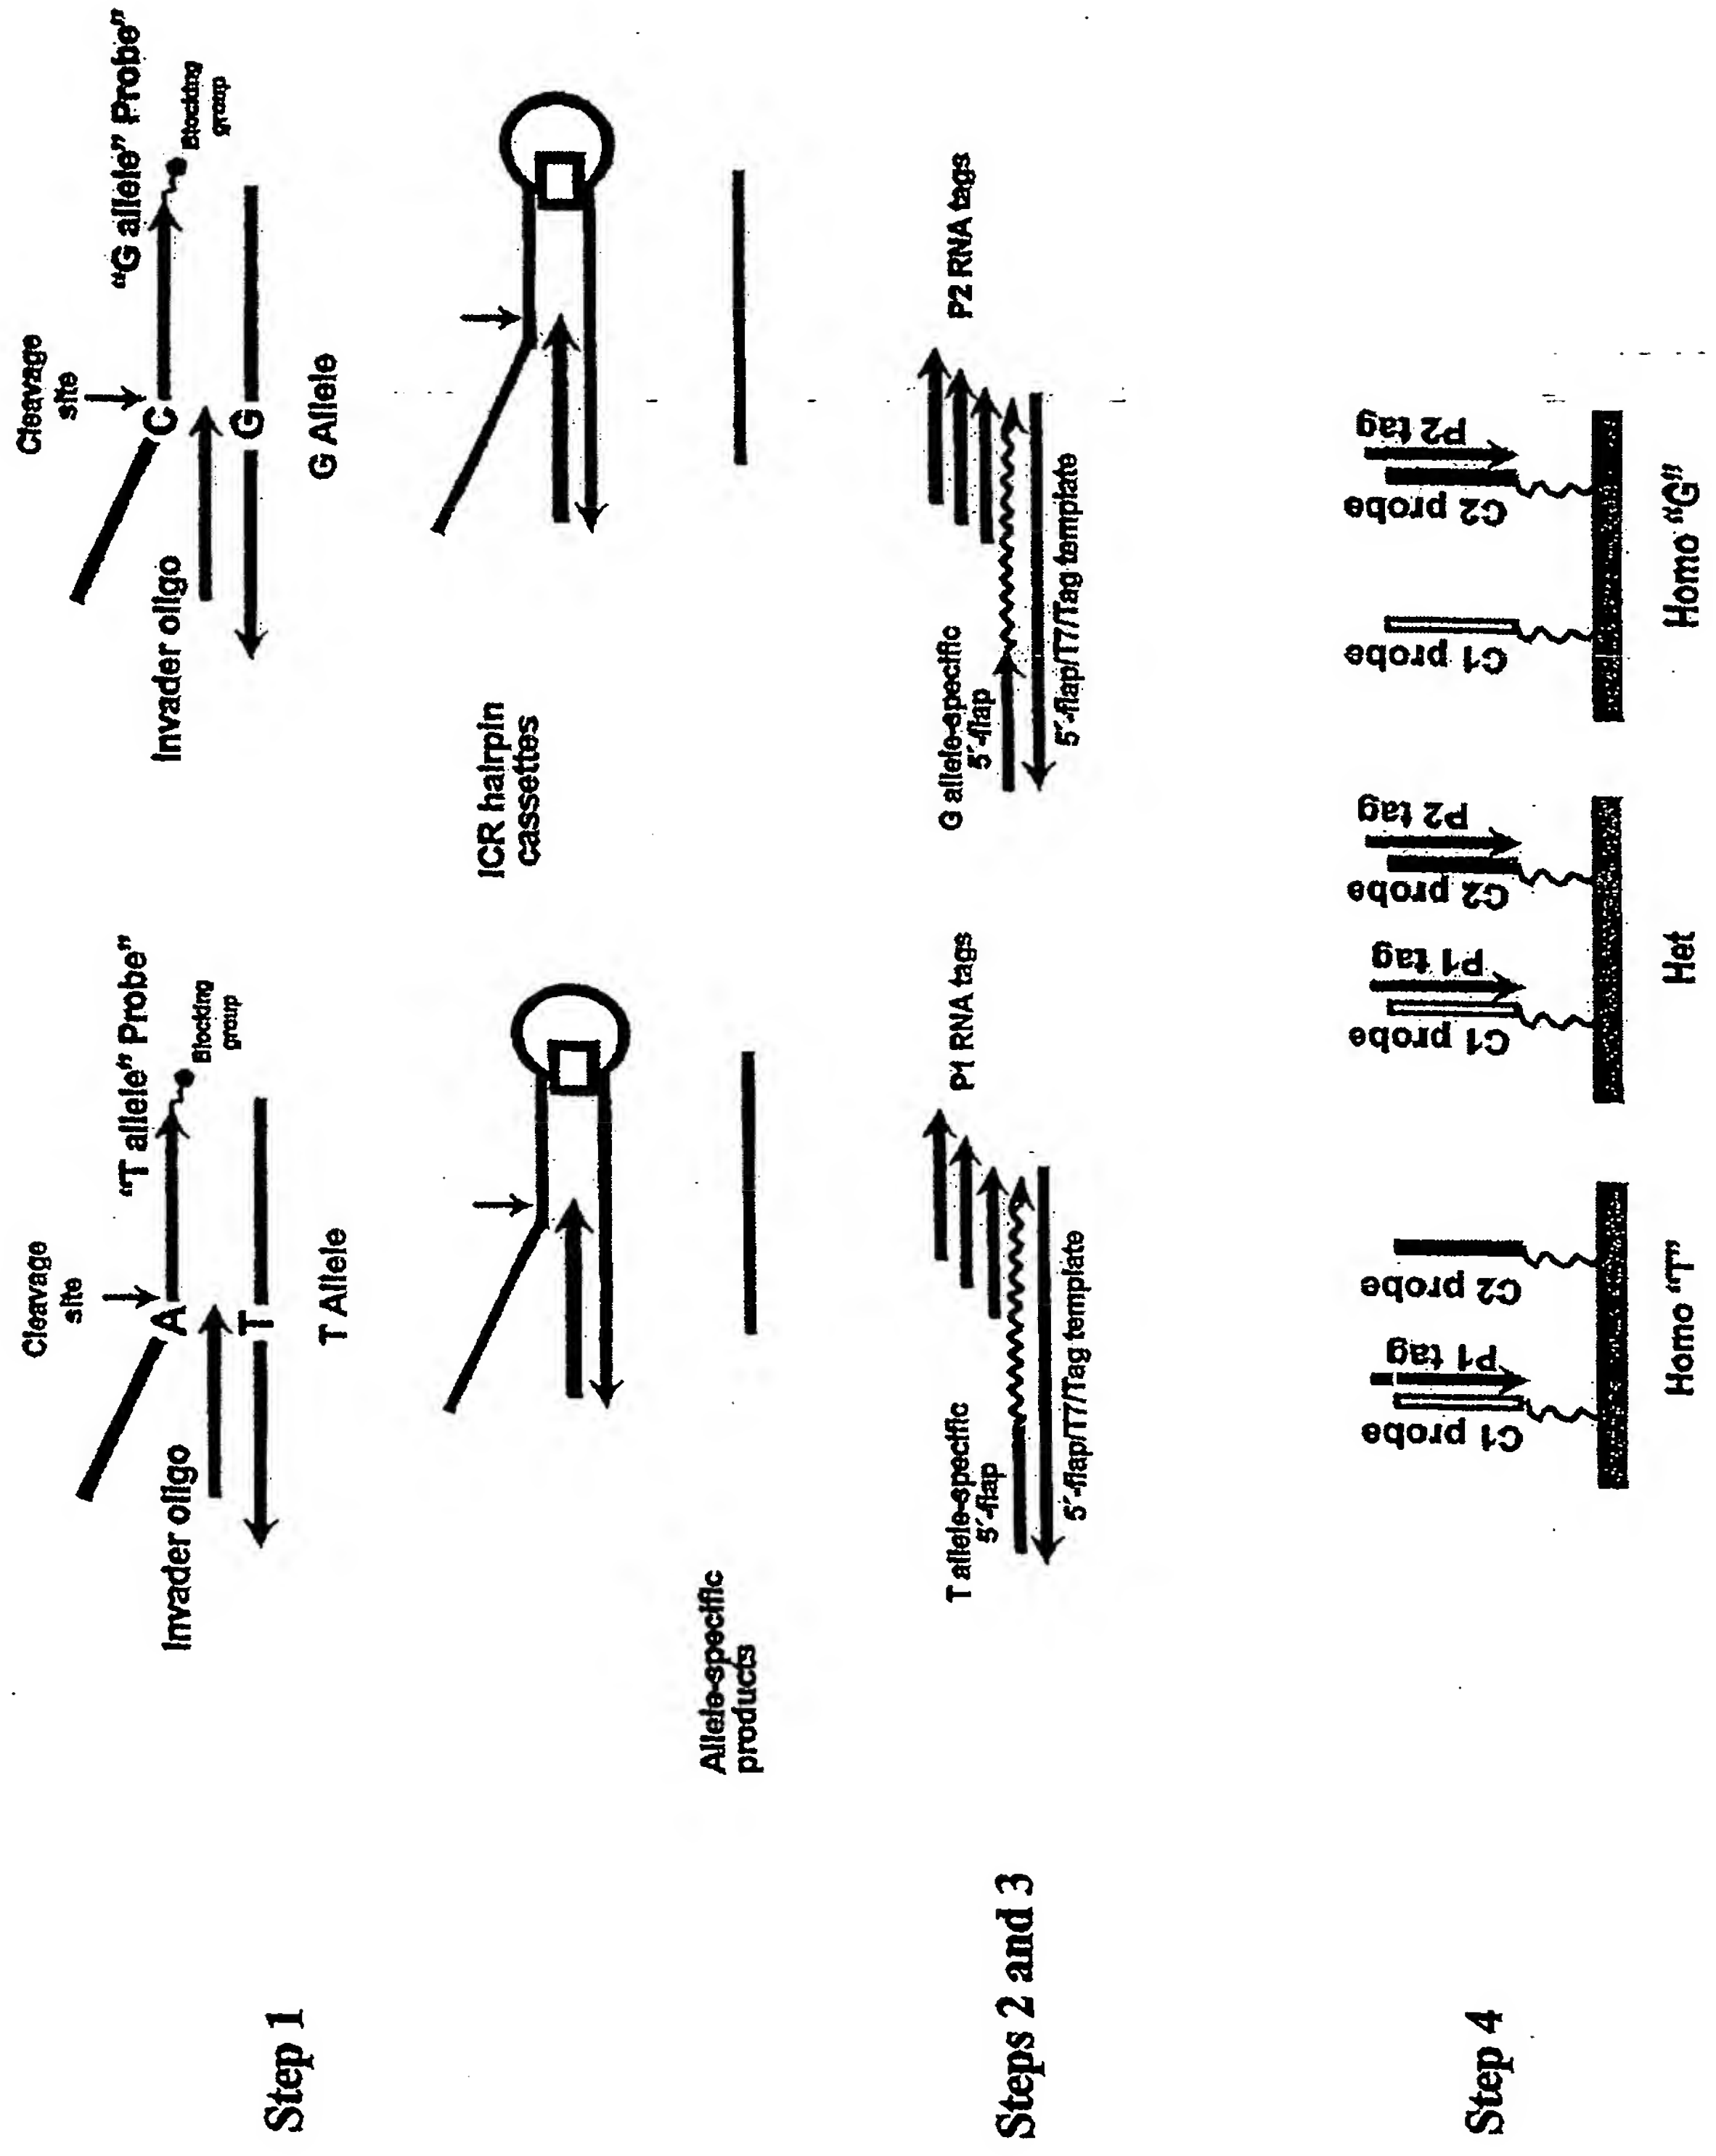 Step 1
Cleavage
site
"T allele" Probe"
Blocking
group
A
Invader oligo
T
T Allele
Cleavage
site
"G allele" Probe"
Blocking
group
C
Invader oligo
G
G Allele
ICR hairpin
cassettes
Allele-specific
products
Steps 2 and 3
T allele-specific
5'-flap
P1 RNA tags
5'-flap/T7/Tag template
G allele-specific
5'-flap
P2 RNA tags
5'-flap/T7/Tag template
Step 4
C1 probe
P1 tag
C2 probe
Homo "T"
C1 probe
P1 tag
C2 probe
P2 tag
Het
C1 probe
C2 probe
P2 tag
Homo "G"